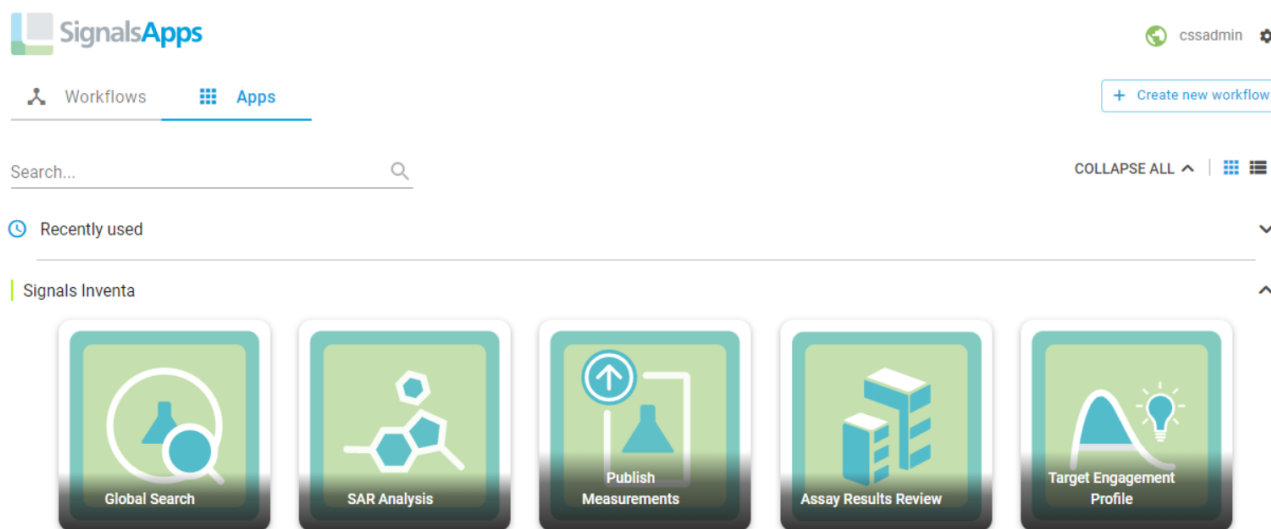 SignalsApps
cssadmin
Workflows
Apps
+ Create new workflow
Search...
COLLAPSE ALL
Recently used
Signals Inventa
Global Search
SAR Analysis
Publish
Measurements
Assay Results Review
Target Engagement
Profile